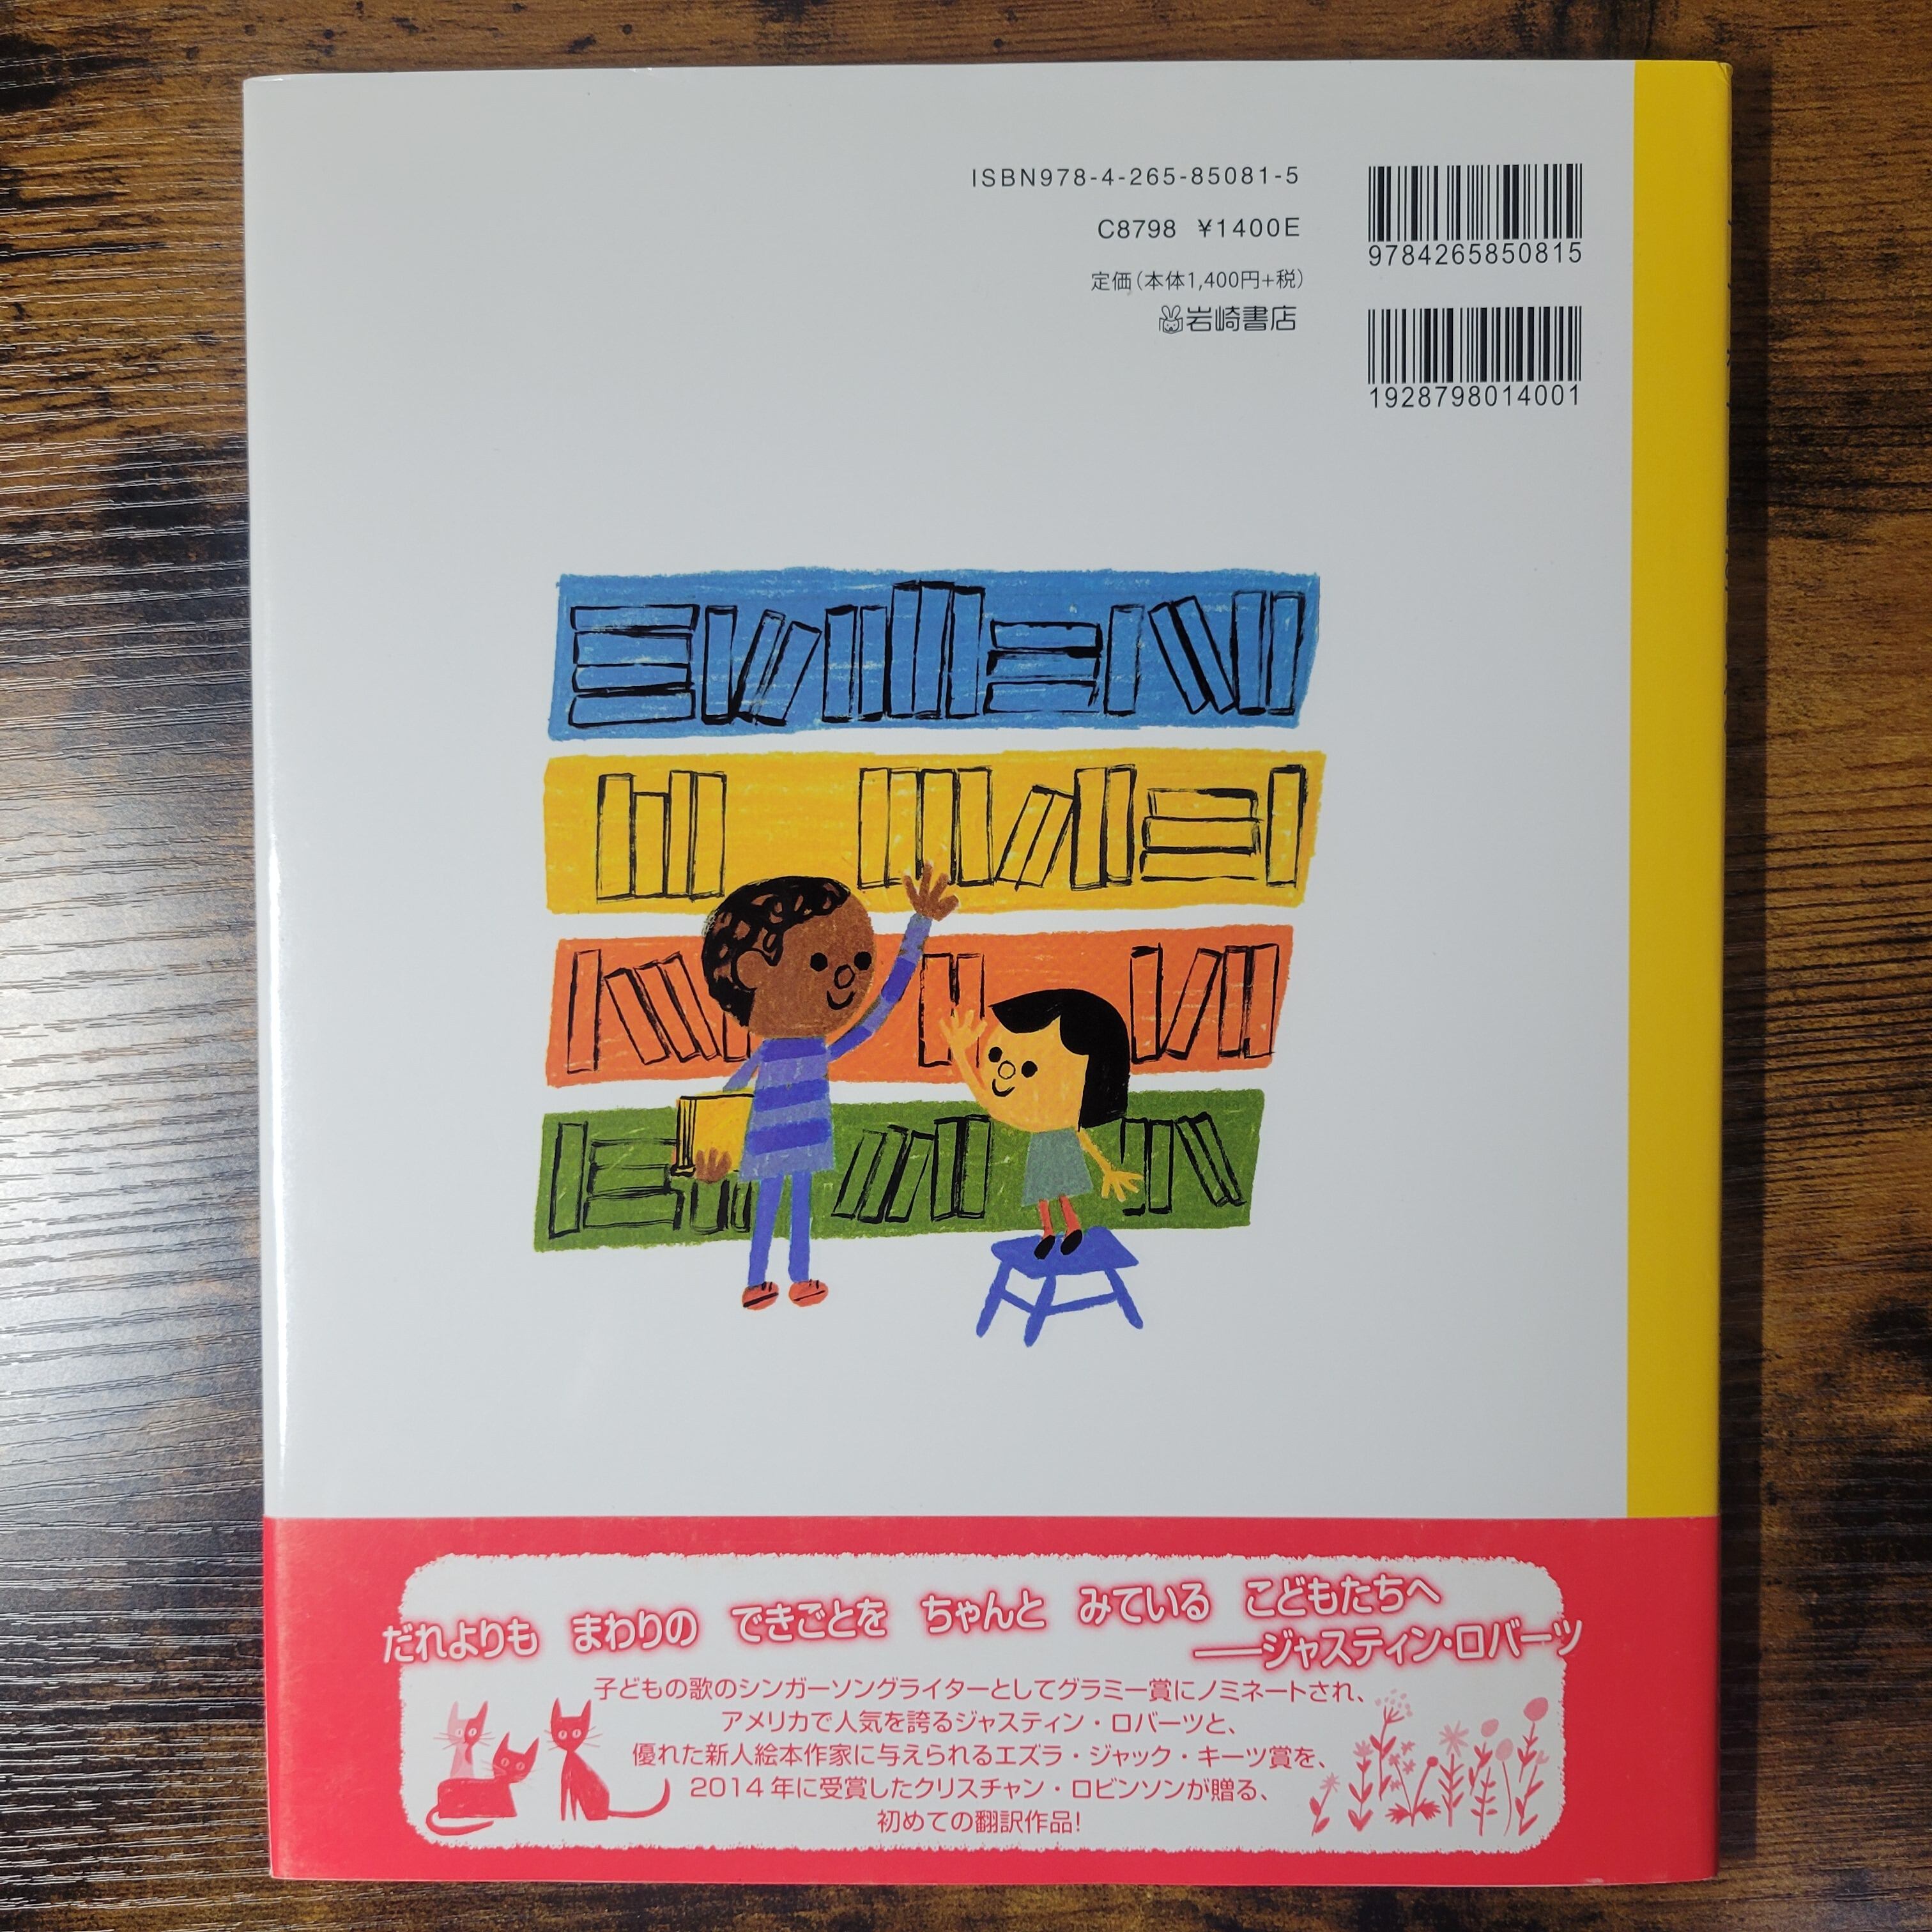 ISBN978-4-265-85081-5
C8798 ¥1400E
定価(本体1,400円+税)
岩崎書店
9784265850815
1928798014001
だれよりも まわりの できごとを ちゃんと みている こどもたちへ
——ジャスティン・ロバーツ
子どもの歌のシンガーソングライターとしてグラミー賞にノミネートされ、
アメリカで人気を誇るジャスティン・ロバーツと、
優れた新人絵本作家に与えられるエズラ・ジャック・キーツ賞を、
2014年に受賞したクリスチャン・ロビンソンが贈る、
初めての翻訳作品!